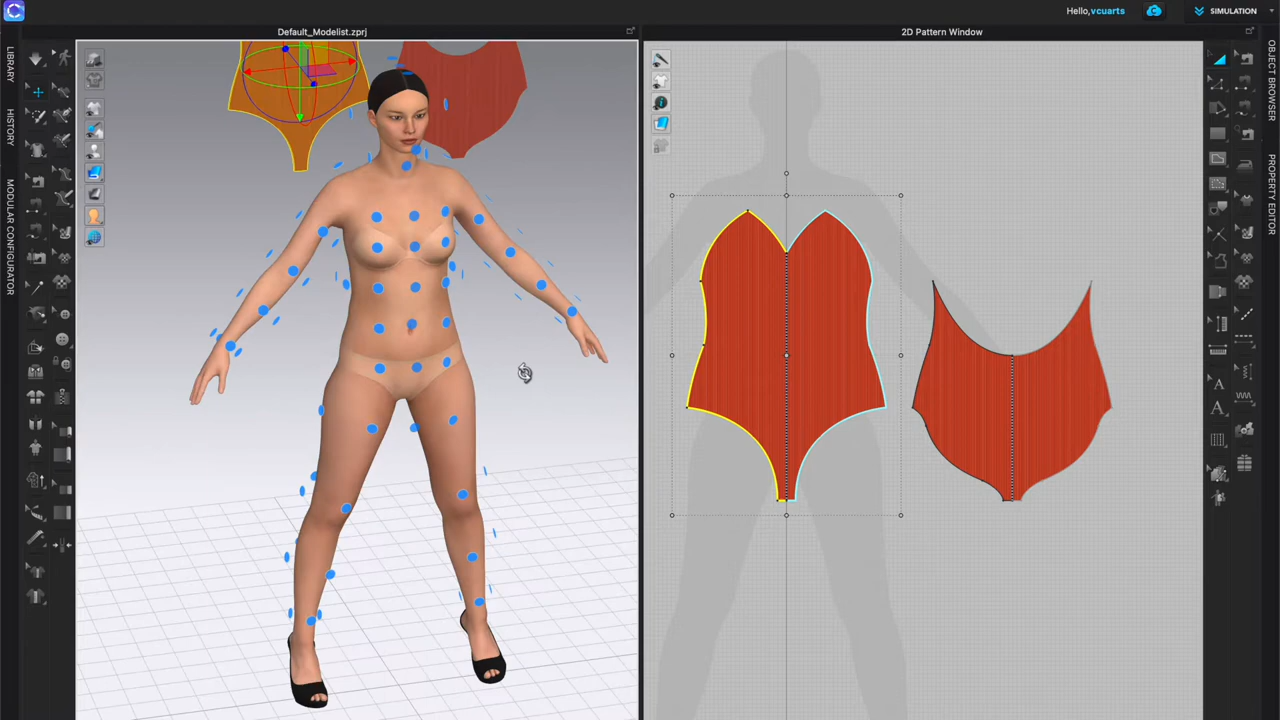 Hello, vcuarts
SIMULATION
Default_Modelist.zprj
2D Pattern Window
LIBRARY
HISTORY
MODULAR CONFIGURATOR
OBJECT BROWSER
PROPERTY EDITOR